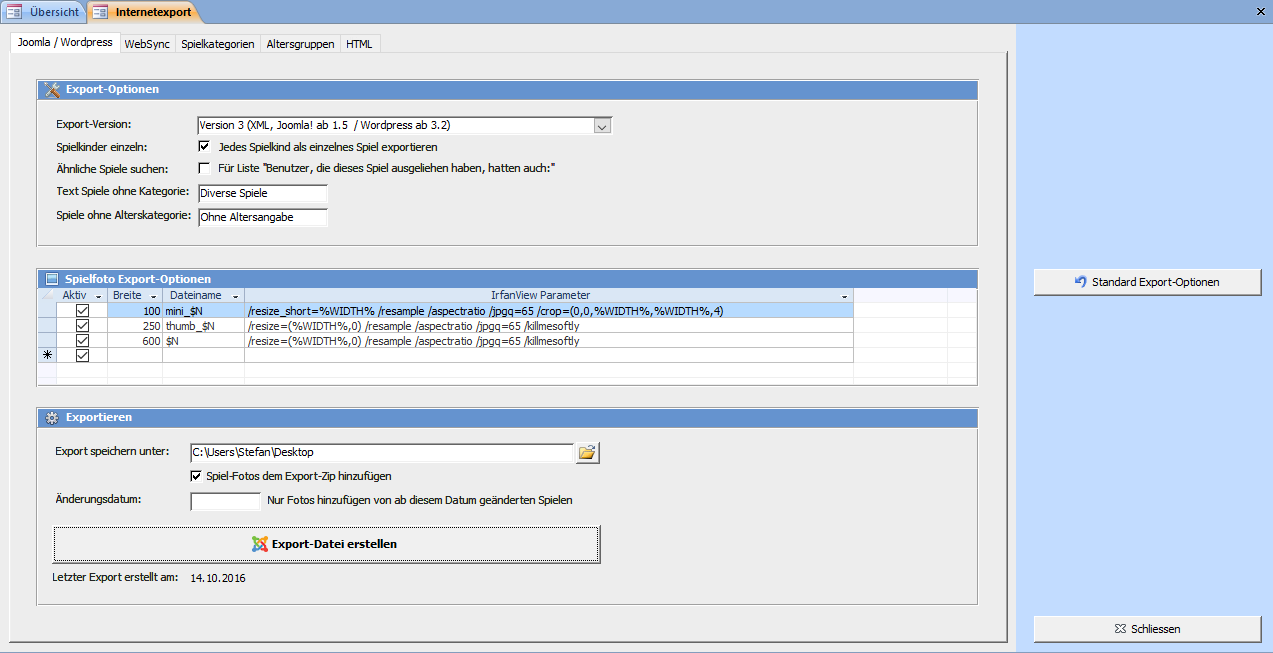 Übersicht Internetexport
Joomla / Wordpress WebSync Spielkategorien Altersgruppen HTML
Export-Optionen
Export-Version: Version 3 (XML, Joomla! ab 1.5 / Wordpress ab 3.2)
Spielkinder einzeln: Jedes Spielkind als einzelnes Spiel exportieren
Ähnliche Spiele suchen: Für Liste "Benutzer, die dieses Spiel ausgeliehen haben, hatten auch:"
Text Spiele ohne Kategorie: Diverse Spiele
Spiele ohne Alterskategorie: Ohne Altersangabe
Spielfoto Export-Optionen
Aktiv Breite Dateiname IrfanView Parameter
100 mini_$N /resize_short=%WIDTH% /resample /aspectratio /jpgq=65 /crop=(0,0,%WIDTH%,%WIDTH%,4)
250 thumb_$N /resize=(%WIDTH%,0) /resample /aspectratio /jpgq=65 /killmesoftly
600 $N /resize=(%WIDTH%,0) /resample /aspectratio /jpgq=65 /killmesoftly
Standard Export-Optionen
Exportieren
Export speichern unter: C:\Users\Stefan\Desktop
Spiel-Fotos dem Export-Zip hinzufügen
Änderungsdatum: Nur Fotos hinzufügen von ab diesem Datum geänderten Spielen
Export-Datei erstellen
Letzter Export erstellt am: 14.10.2016
Schliessen